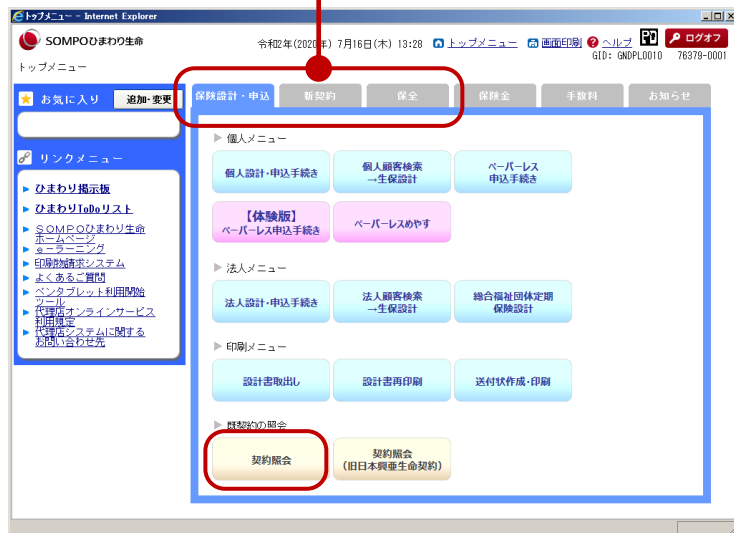 トップメニュー - Internet Explorer
SOMPOひまわり生命
令和2年(2020年) 7月16日(木) 13:28 トップメニュー 画面印刷 ヘルプ ログオフ
GID: GNDPL0010 76379-0001
トップメニュー
お気に入り 追加・変更
リンクメニュー
ひまわり掲示板
ひまわりToDoリスト
SOMPOひまわり生命
ホームページ
e-ラーニング
印刷物請求システム
よくあるご質問
ペンタブレット利用開始
ツール
代理店オンラインサービス
利用規定
代理店システムに関する
お問い合わせ先
保険設計・申込 新契約 保全 保険金 手数料 お知らせ
個人メニュー
個人設計・申込手続き
個人顧客検索
→生保設計
ペーパーレス
申込手続き
【体験版】
ペーパーレス申込手続き
ペーパーレスめやす
法人メニュー
法人設計・申込手続き
法人顧客検索
→生保設計
総合福祉団体定期
保険設計
印刷メニュー
設計書取出し
設計書再印刷
送付状作成・印刷
既契約の照会
契約照会
契約照会
(旧日本興亜生命契約)